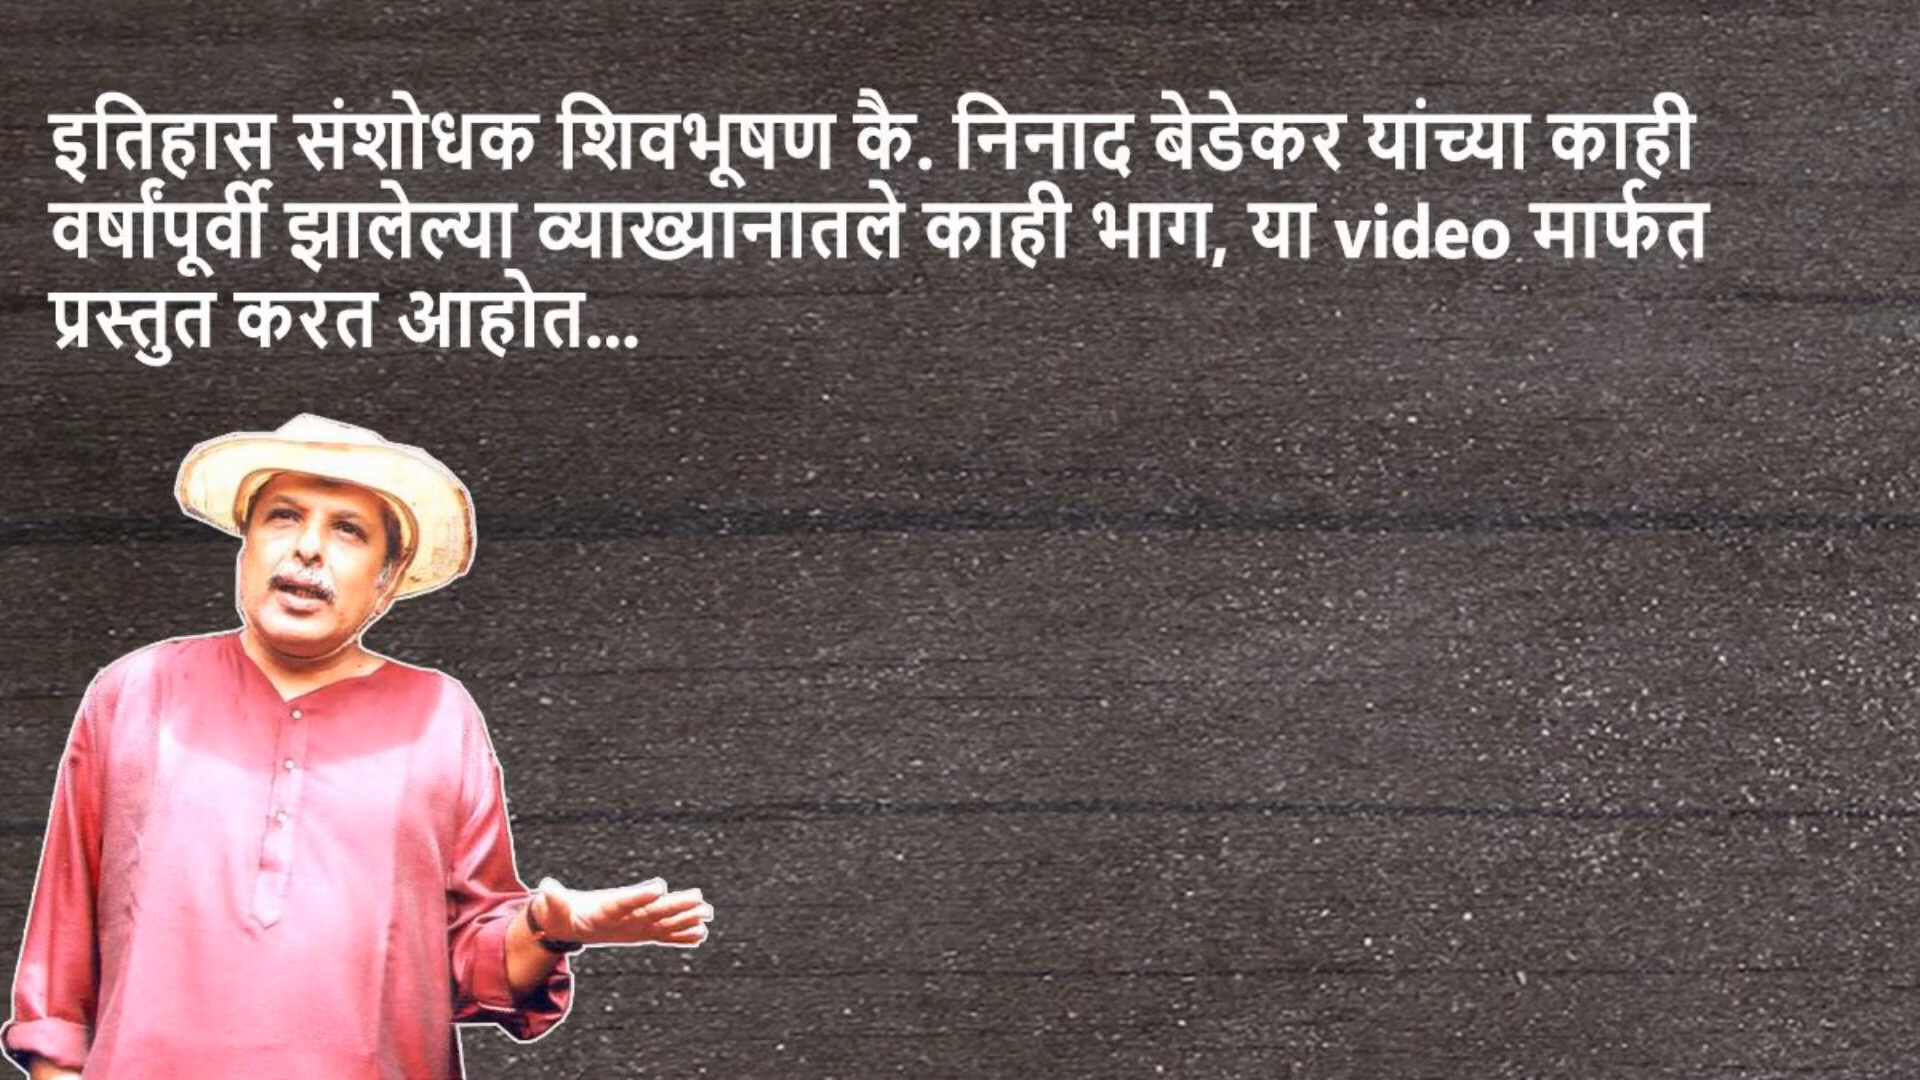 इतिहास संशोधक शिवभूषण कै. निनाद बेडेकर यांच्या काही
वर्षांपूर्वी झालेल्या व्याख्यानातले काही भाग, या video मार्फत
प्रस्तुत करत आहोत...